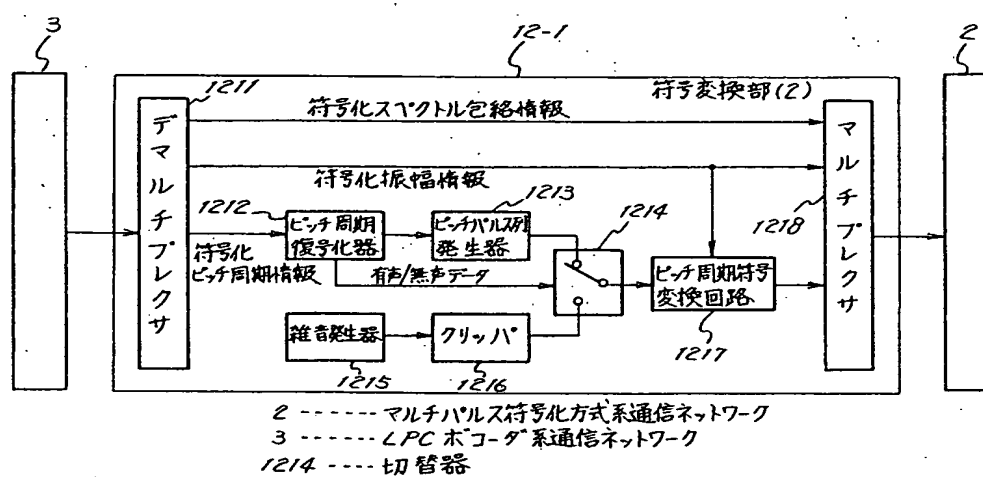 3
12-1
2
1211
符号変換部(2)
符号化スペクトル包絡情報
デマルチプレクサ
マルチプレクサ
符号化振幅情報
1212
1213
1214
1218
ピッチ周期
復号化器
ピッチパルス列
発生器
符号化
ピッチ周期情報
有声/無声データ
ピッチ周期符号
変換回路
雑音発生器
クリッパ
1217
1215
1216
2 ------- マルチパルス符号化方式系通信ネットワーク
3 ------- LPCボコーダ系通信ネットワーク
1214 ---- 切替器